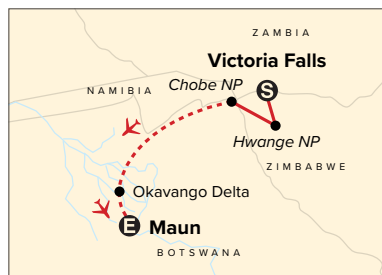 ZAMBIA
Victoria Falls
Chobe NP
S
NAMIBIA
Hwange NP
ZIMBABWE
Okavango Delta
E Maun
BOTSWANA